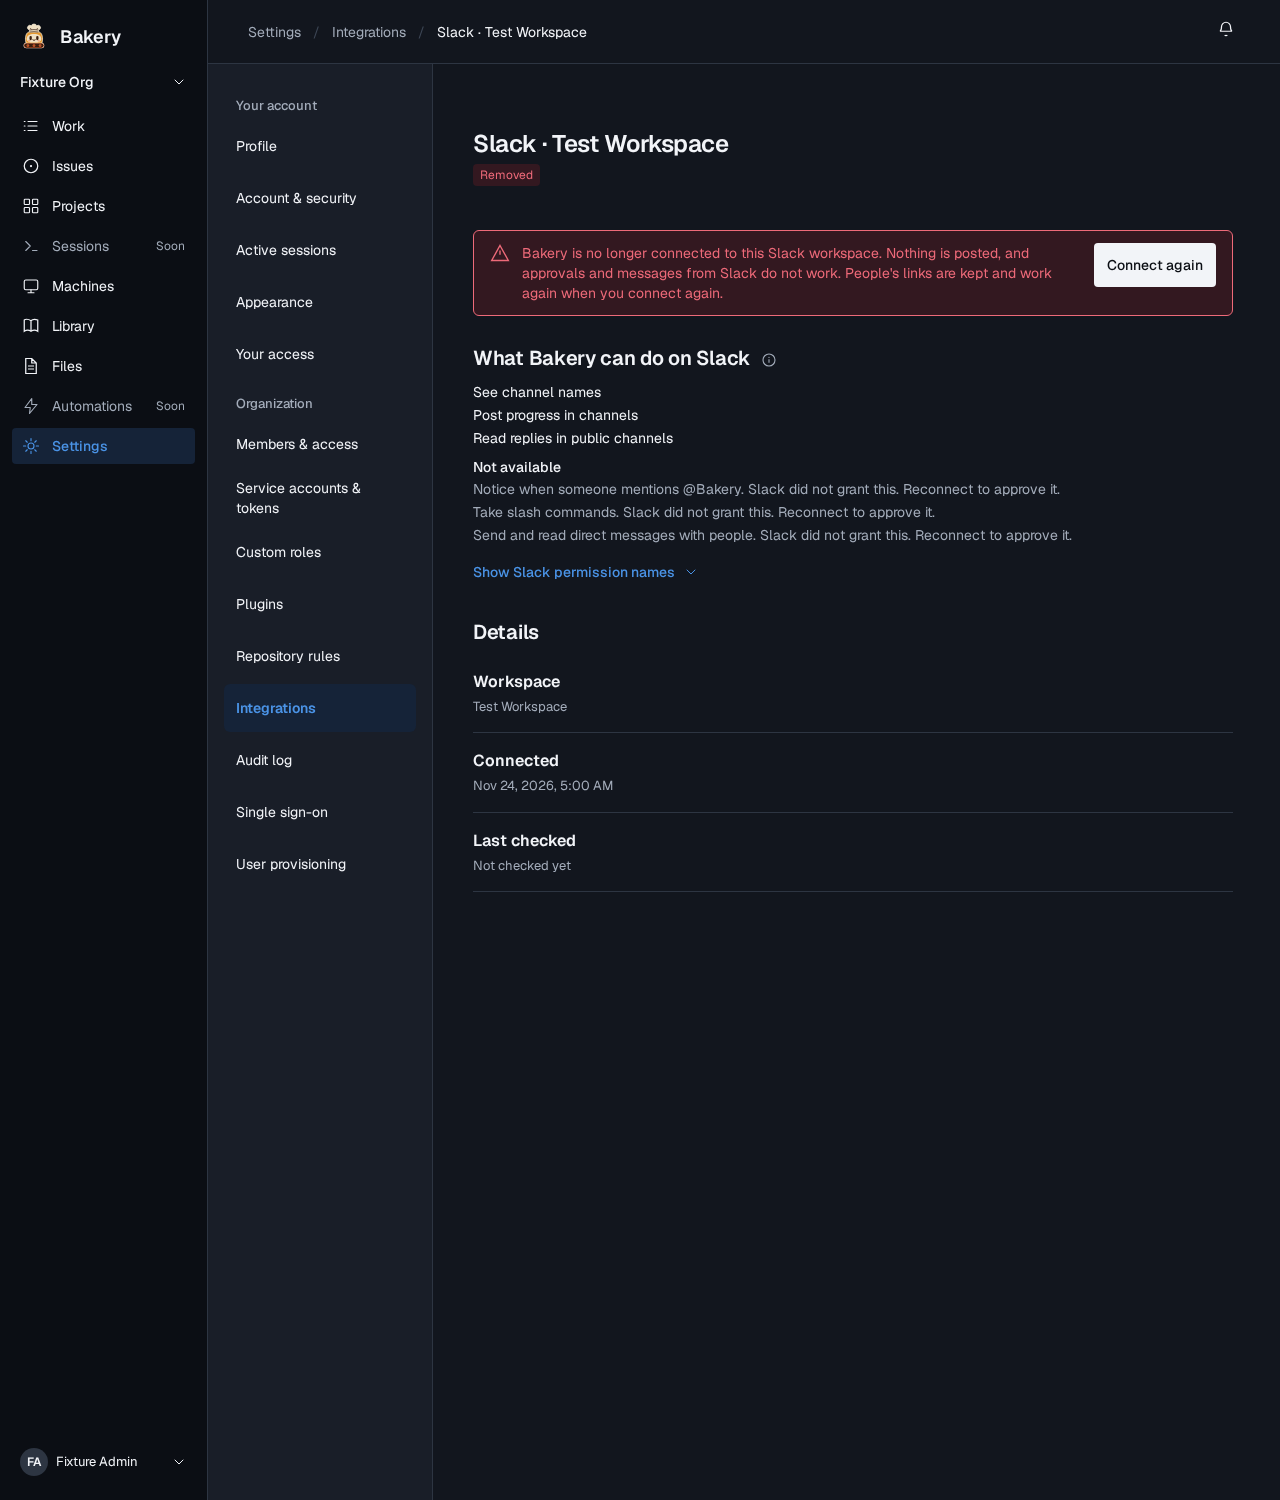 Bakery
Fixture Org
Work
Issues
Projects
Sessions Soon
Machines
Library
Files
Automations Soon
Settings
FA Fixture Admin
Settings / Integrations / Slack · Test Workspace
Your account
Profile
Account & security
Active sessions
Appearance
Your access
Organization
Members & access
Service accounts &
tokens
Custom roles
Plugins
Repository rules
Integrations
Audit log
Single sign-on
User provisioning
Slack · Test Workspace
Removed
Bakery is no longer connected to this Slack workspace. Nothing is posted, and
approvals and messages from Slack do not work. People's links are kept and work
again when you connect again.
Connect again
What Bakery can do on Slack
See channel names
Post progress in channels
Read replies in public channels
Not available
Notice when someone mentions @Bakery. Slack did not grant this. Reconnect to approve it.
Take slash commands. Slack did not grant this. Reconnect to approve it.
Send and read direct messages with people. Slack did not grant this. Reconnect to approve it.
Show Slack permission names
Details
Workspace
Test Workspace
Connected
Nov 24, 2026, 5:00 AM
Last checked
Not checked yet